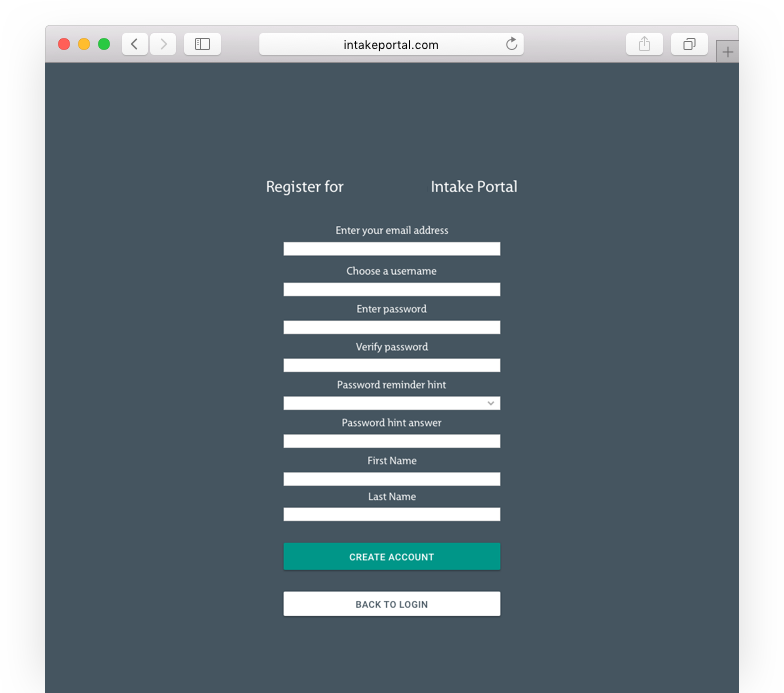 intakeportal.com
Register for Intake Portal
Enter your email address
Choose a username
Enter password
Verify password
Password reminder hint
Password hint answer
First Name
Last Name
CREATE ACCOUNT
BACK TO LOGIN